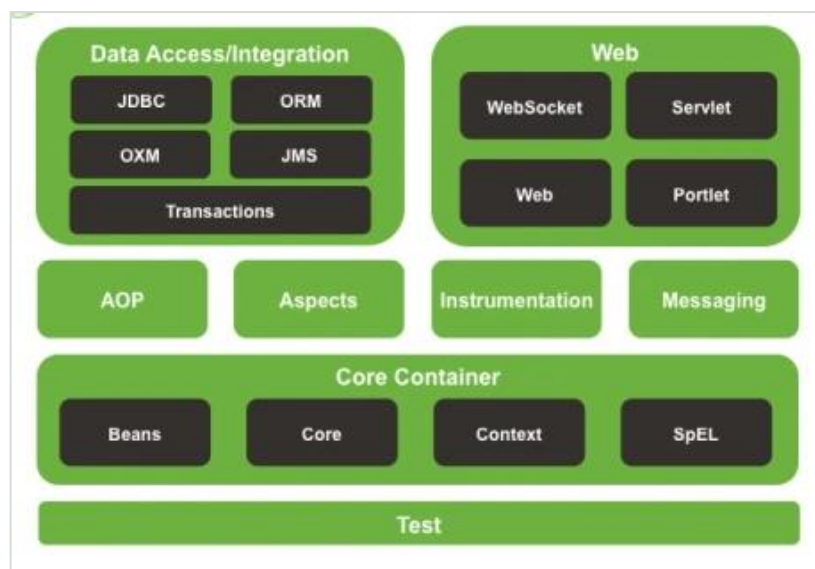 Data Access/Integration
JDBC ORM
OXM JMS
Transactions
Web
WebSocket Servlet
Web Portlet
AOP Aspects Instrumentation Messaging
Core Container
Beans Core Context SpEL
Test